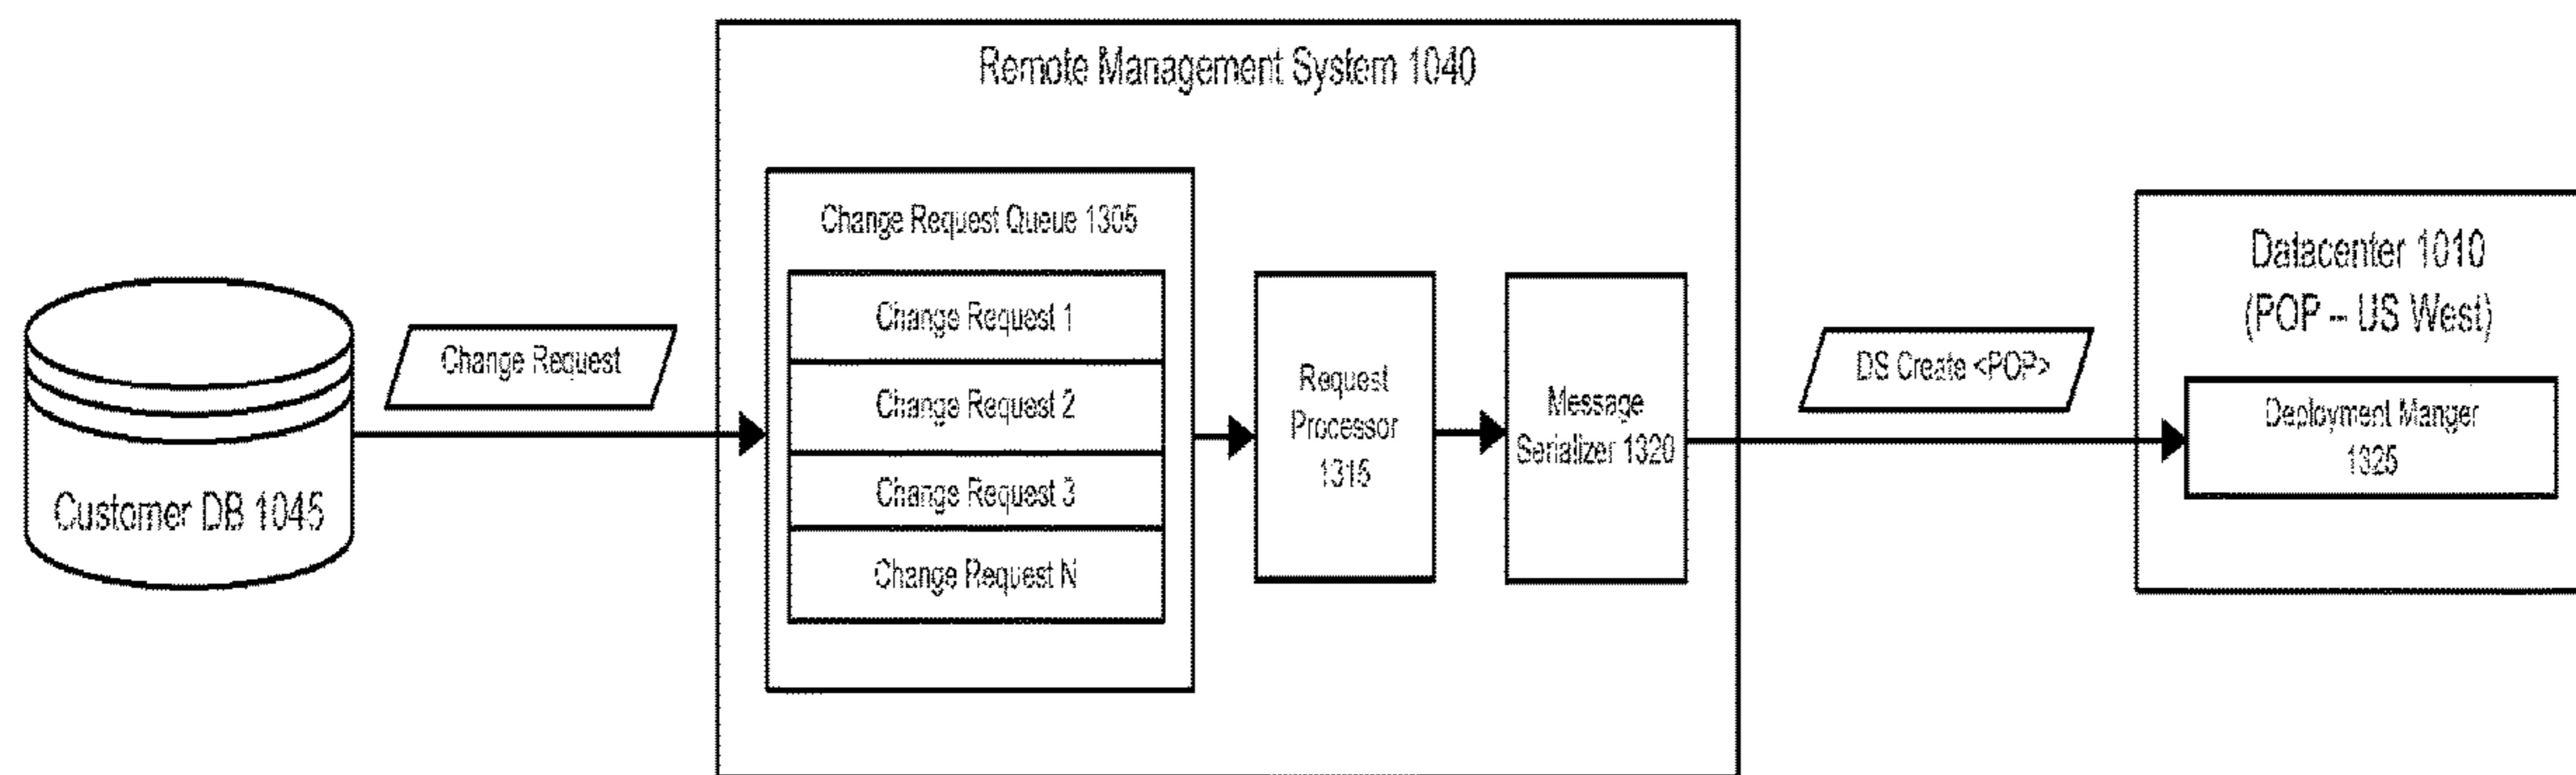 Remote Management System 1040
Change Request Queue 1305
Change Request 1
Change Request 2
Change Request 3
Change Request N
Customer DB 1045
Change Request
Request
Processor
1315
Message
Serializer 1320
DS Create <POP>
Datacenter 1010
(POP – US West)
Deployment Manger
1325